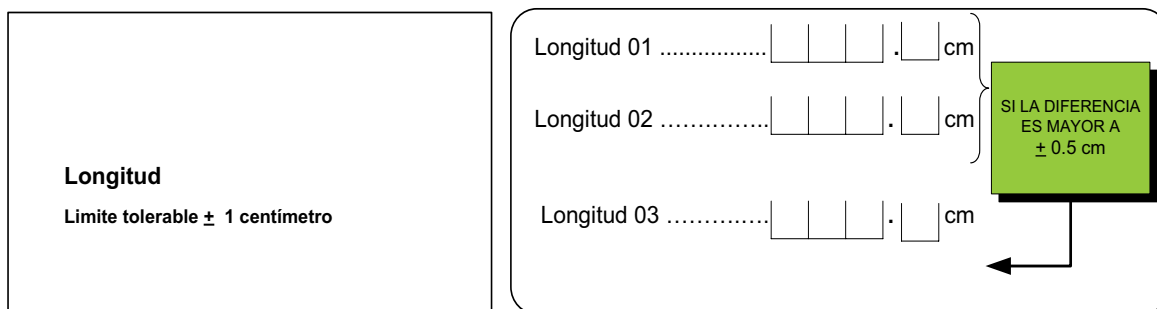 Longitud
Limite tolerable ± 1 centímetro
Longitud 01 ................. . cm
Longitud 02 ............... . cm
Longitud 03 .............. . cm
SI LA DIFERENCIA
ES MAYOR A
± 0.5 cm